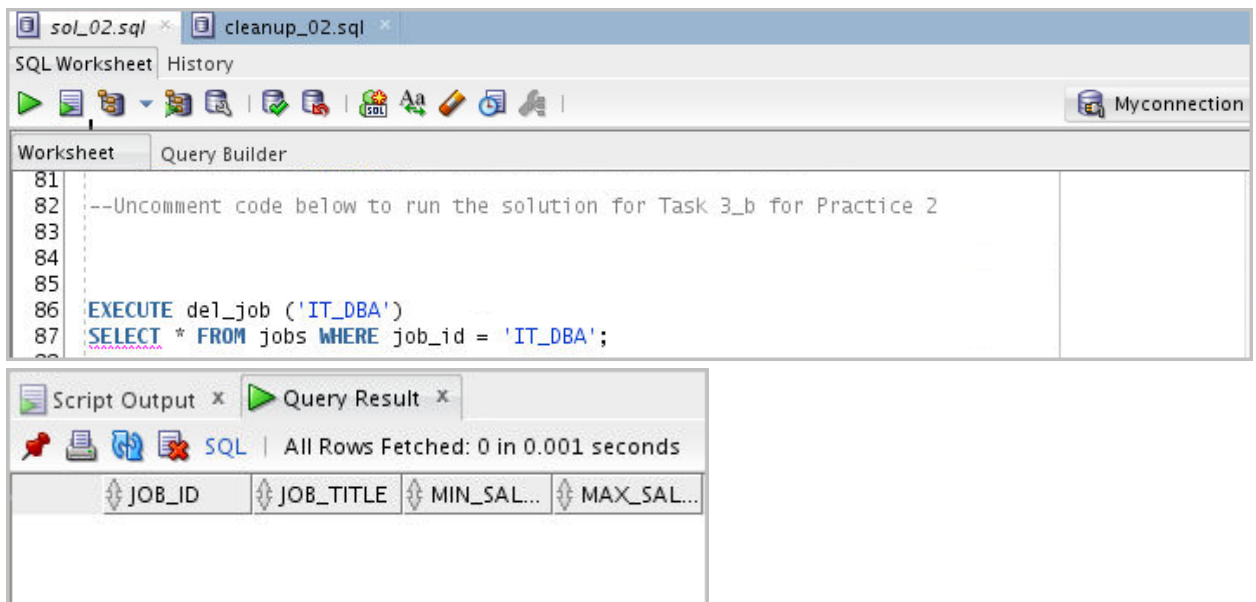 sol_02.sql × cleanup_02.sql ×
SQL Worksheet History
SQL Aa Myconnection
Worksheet Query Builder
81
82 --Uncomment code below to run the solution for Task 3_b for Practice 2
83
84
85
86 EXECUTE del_job ('IT_DBA')
87 SELECT * FROM jobs WHERE job_id = 'IT_DBA';
Script Output x Query Result x
SQL | All Rows Fetched: 0 in 0.001 seconds
JOB_ID JOB_TITLE MIN_SAL... MAX_SAL...